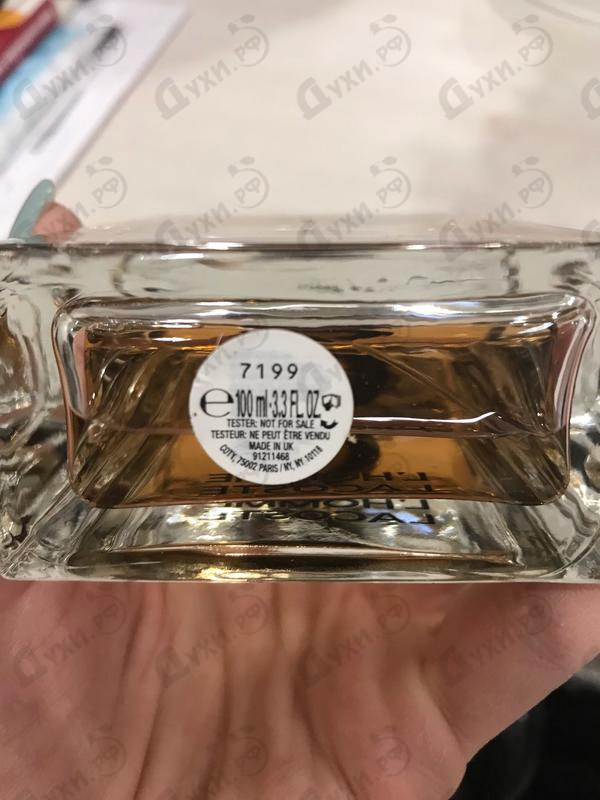 7199
e 100 ml·3.3 FL. OZ.
TESTER: NOT FOR SALE
TESTEUR: NE PEUT ÊTRE VENDU
MADE IN UK
91211468
COTY, 75002 PARIS / NY, NY 10118
L'HOMME
LACOSTE
Духи.РФ